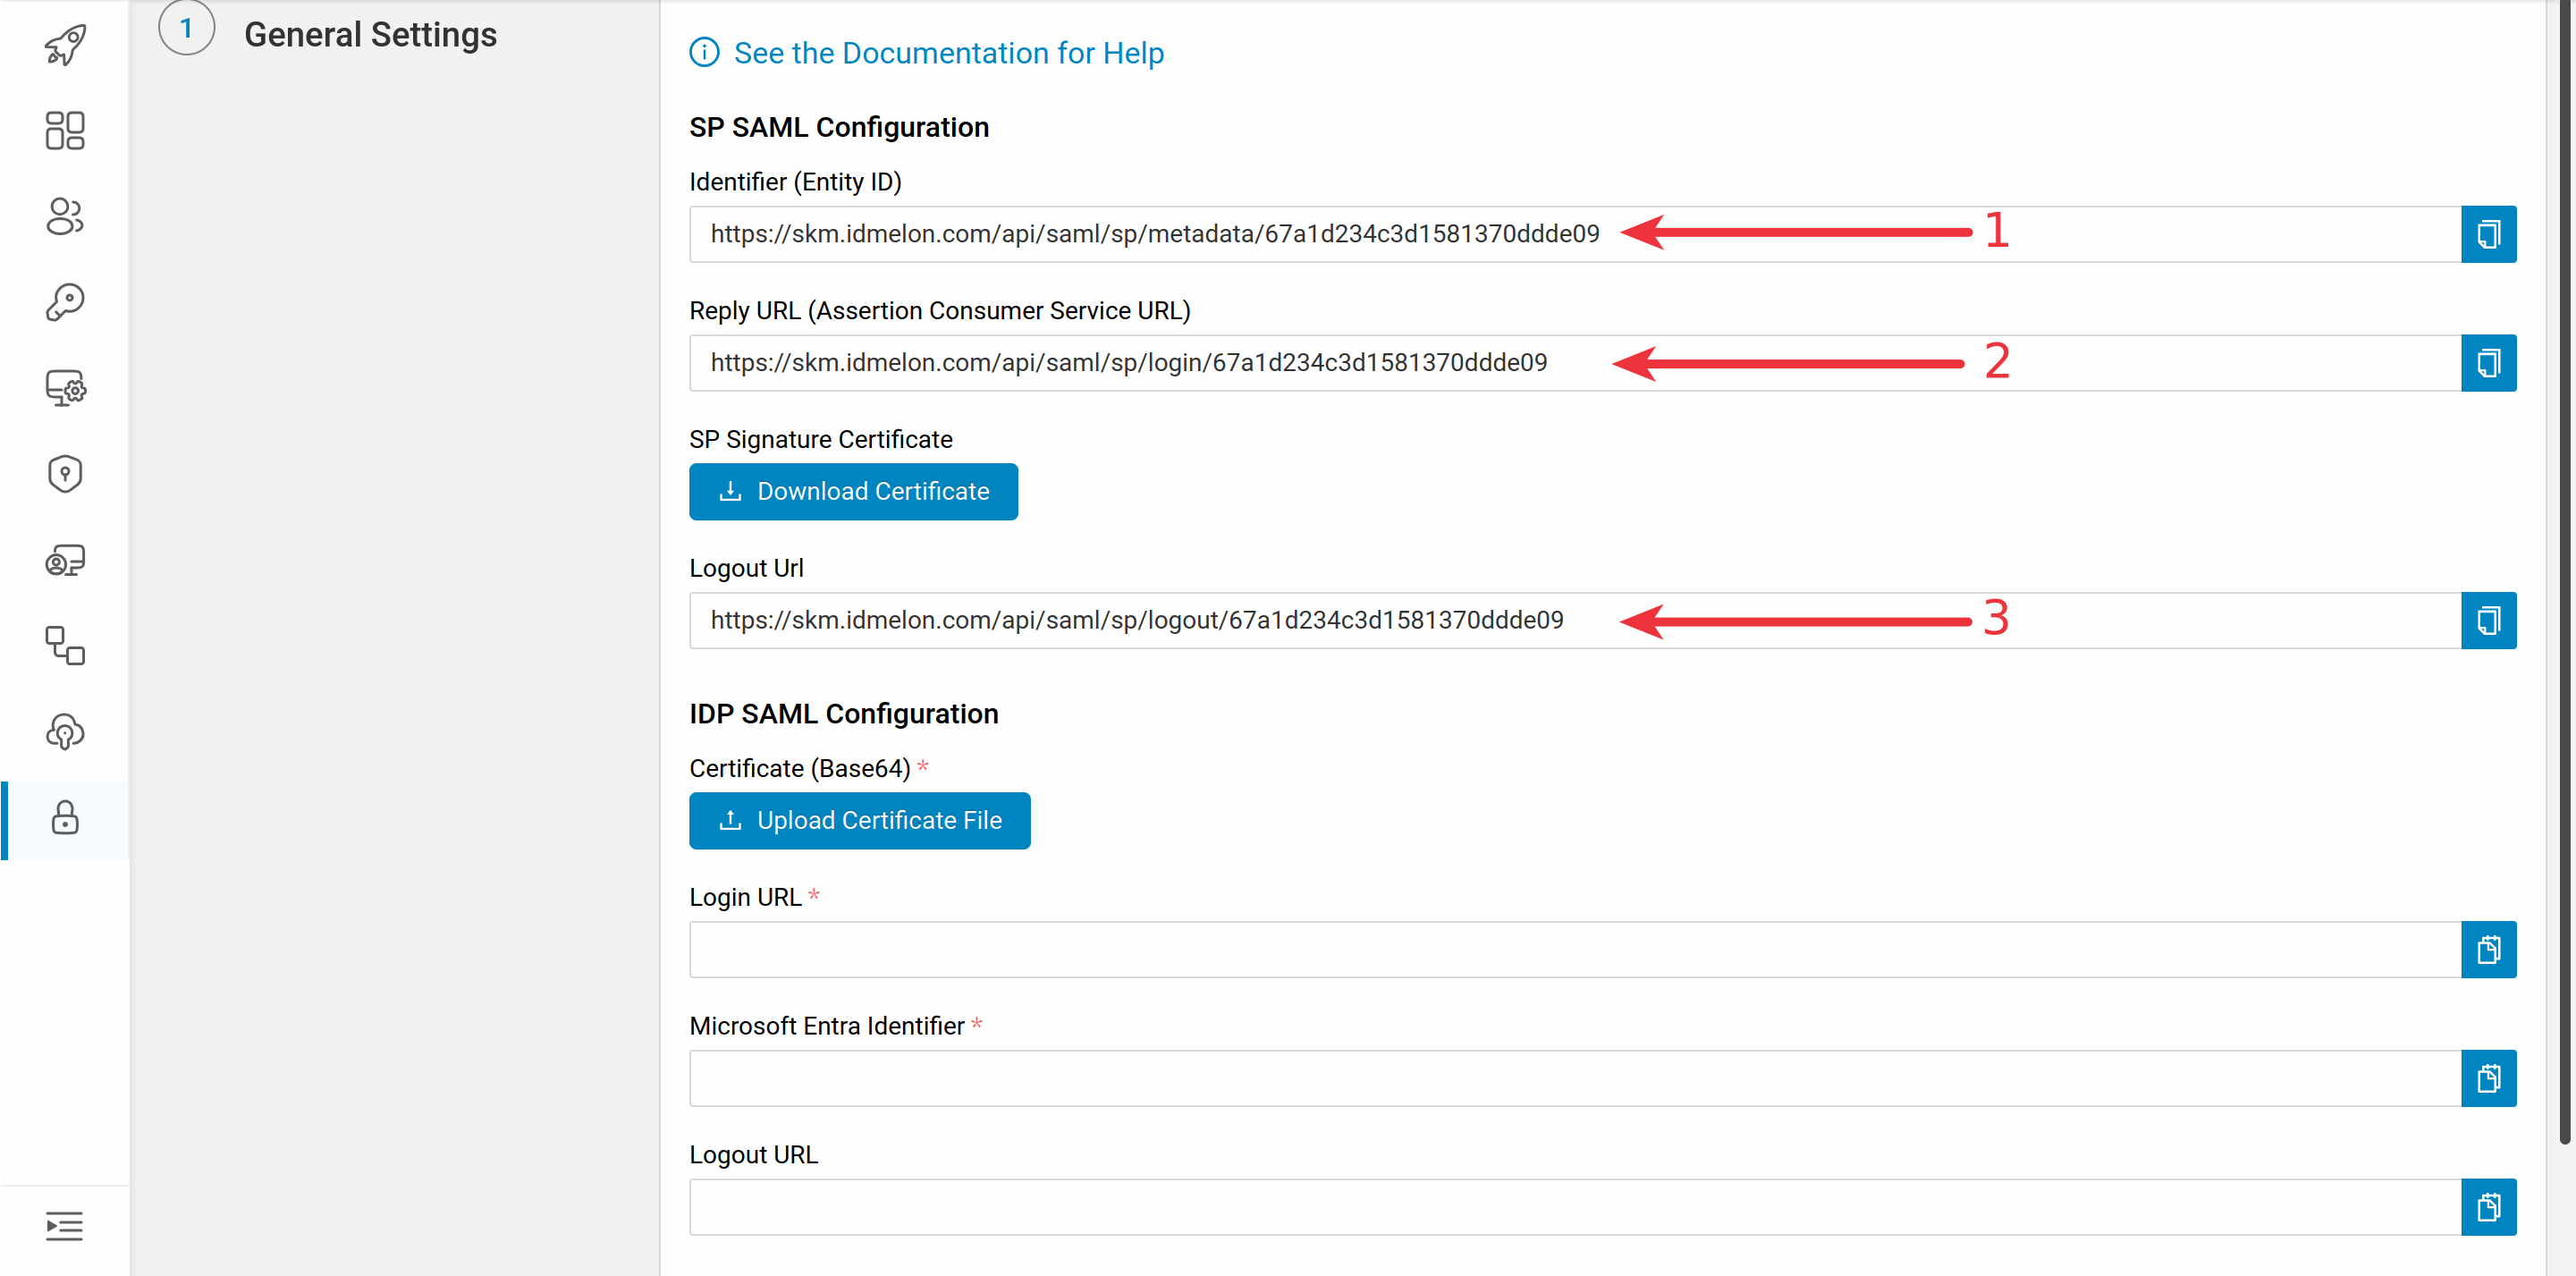 1
General Settings
See the Documentation for Help
SP SAML Configuration
Identifier (Entity ID)
https://skm.idmelon.com/api/saml/sp/metadata/67a1d234c3d1581370ddde09
1
Reply URL (Assertion Consumer Service URL)
https://skm.idmelon.com/api/saml/sp/login/67a1d234c3d1581370ddde09
2
SP Signature Certificate
Download Certificate
Logout Url
https://skm.idmelon.com/api/saml/sp/logout/67a1d234c3d1581370ddde09
3
IDP SAML Configuration
Certificate (Base64) *
Upload Certificate File
Login URL *
Microsoft Entra Identifier *
Logout URL